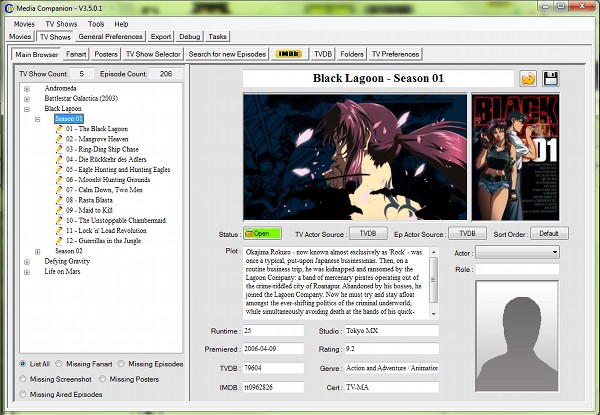 Media Companion - V3.5.0.1
Movies TV Shows Tools Help
Movies TV Shows General Preferences Export Debug Tasks
Main Browser Fanart Posters TV Show Selector Search for new Episodes IMDb TVDB Folders TV Preferences
TV Show Count: 5 Episode Count: 206
Andromeda
Battlestar Galactica (2003)
Black Lagoon
Season 01
01 - The Black Lagoon
02 - Mangrove Heaven
03 - Ring-Ding Ship Chase
04 - Die Rückkehr des Adlers
05 - Eagle Hunting and Hunting Eagles
06 - Moonlit Hunting Grounds
07 - Calm Down, Two Men
08 - Rasta Blasta
09 - Maid to Kill
10 - The Unstoppable Chambermaid
11 - Lock 'n' Load Revolution
12 - Guerrillas in the Jungle
Season 02
Defying Gravity
Life on Mars
List All Missing Fanart Missing Episodes
Missing Screenshot Missing Posters
Missing Aired Episodes
Black Lagoon - Season 01
BLACK
LAGOON
01
Status : Open TV Actor Source : TVDB Ep Actor Source : TVDB Sort Order : Default
Plot :
Okajima Rokuro - now known almost exclusively as 'Rock' - was
once a typical, put-upon Japanese businessman. Then, on a
routine business trip, he was kidnapped and ransomed by the
Lagoon Company: a band of mercenary pirates operating out of
the crime-riddled city of Roanapur. Abandoned by his bosses, he
joined the Lagoon Company. Now he must try and stay afloat
amongst the ever-shifting politics of the criminal underworld,
while simultaneously avoiding death at the hands of his quick-
Actor :
Role :
Runtime : 25 Studio : Tokyo MX
Premiered : 2006-04-09 Rating : 9.2
TVDB : 79604 Genre : Action and Adventure / Animation
IMDB : tt0962826 Cert : TV-MA